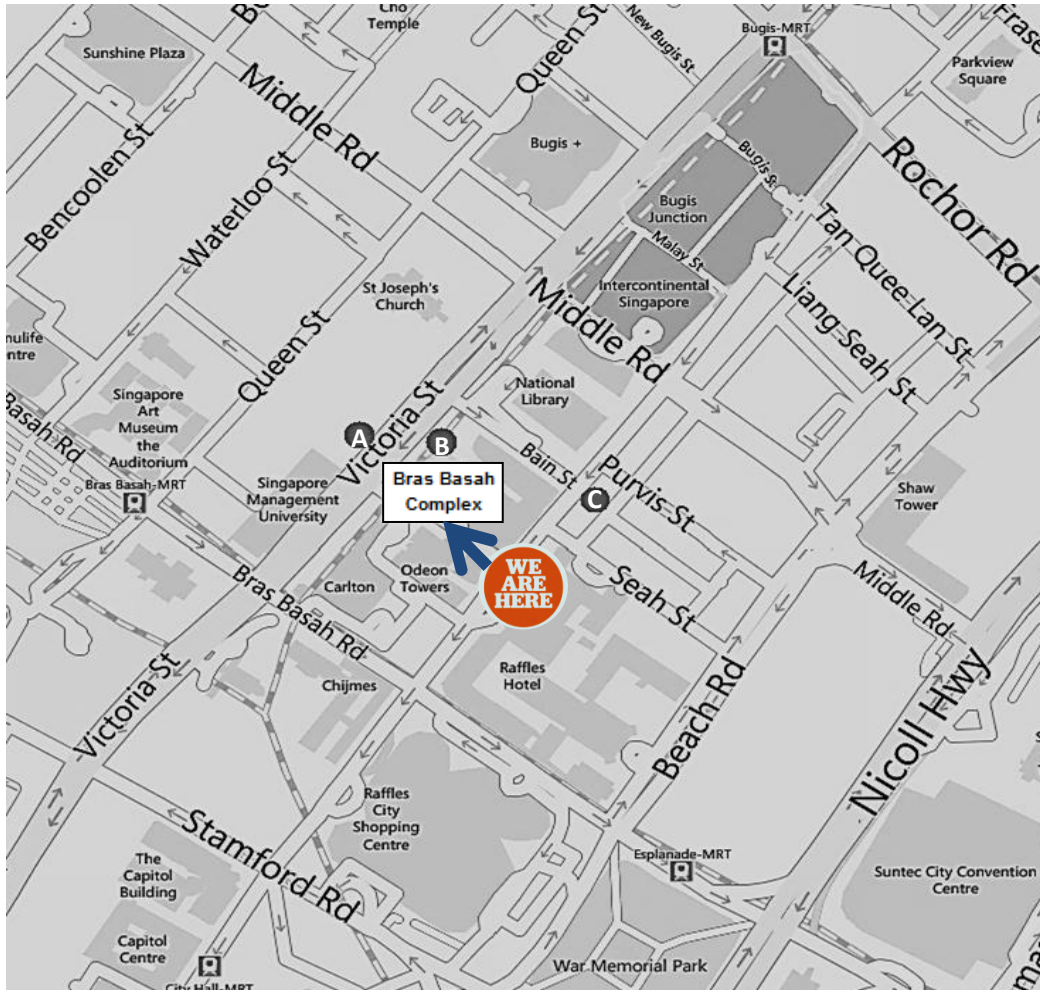 Cho
Temple
Sunshine Plaza
Queen St
New Bugis St
Bugis-MRT
Parkview
Square
Middle Rd
Bugis +
Rochor Rd
Bencoolen St
Waterloo St
Bugis St
Bugis
Junction
Tan Quee Lan St
Malay St
St Joseph's
Church
Intercontinental
Singapore
Liang Seah St
Middle Rd
Queen St
National
Library
Singapore
Art
Museum
the
Auditorium
Basah Rd
Bras Basah-MRT
A
Victoria St
B
Bain St
Purvis St
C
Bras Basah
Complex
Singapore
Management
University
Shaw
Tower
WE
ARE
HERE
Odeon
Towers
Carlton
Seah St
Middle Rd
Bras Basah Rd
Raffles
Hotel
Chijmes
Victoria St
Beach Rd
Nicoll Hwy
Raffles
City
Shopping
Centre
Stamford Rd
Esplanade-MRT
The
Capitol
Building
Suntec City Convention
Centre
Capitol
Centre
War Memorial Park
City Hall-MRT